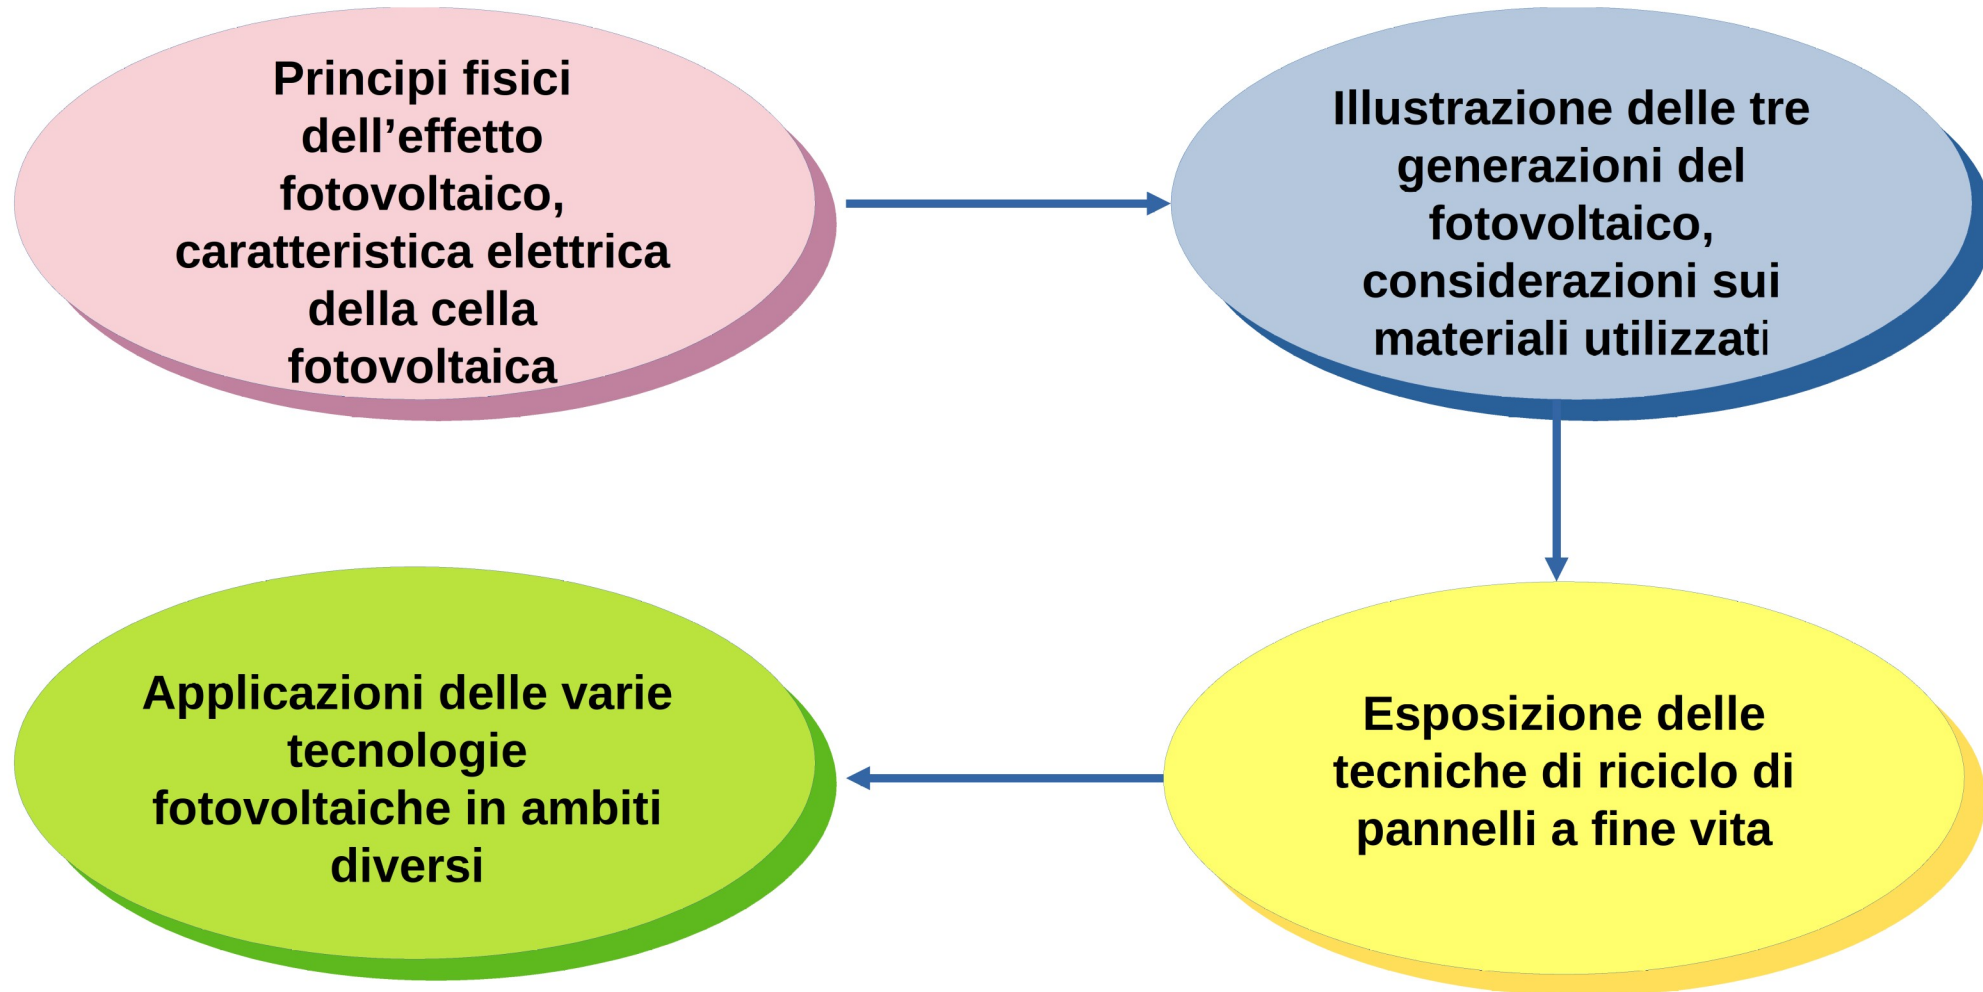 Principi fisici
dell’effetto
fotovoltaico,
caratteristica elettrica
della cella
fotovoltaica
Illustrazione delle tre
generazioni del
fotovoltaico,
considerazioni sui
materiali utilizzati
Esposizione delle
tecniche di riciclo di
pannelli a fine vita
Applicazioni delle varie
tecnologie
fotovoltaiche in ambiti
diversi